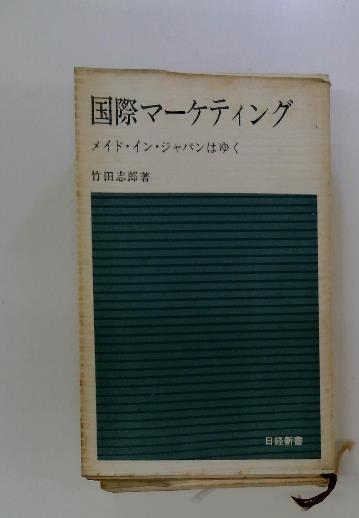 国際マーケティング
メイド・イン・ジャパンはゆく
竹田志郎著
日経新書